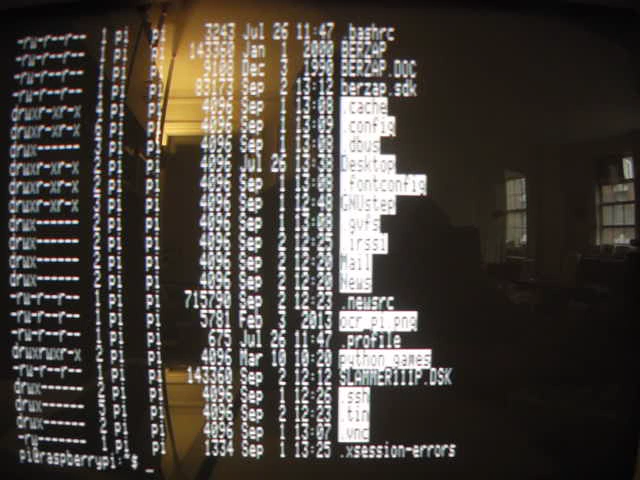 -rw-r--r-- 1 pi pi 3243 Jul 26 11:47 .bashrc
-rw-r--r-- 1 pi pi 143360 Jan 1 2000 BERZAP
-rw-r--r-- 1 pi pi Dec 3 1990 BERZAP.DOC
-rw-r--r-- 1 pi pi 83173 Sep 2 13:12 berzap.sdk
drwxr-xr-x 4 pi pi 4096 Sep 1 13:08 .cache
drwxr-xr-x 6 pi pi 4096 Sep 1 13:09 .config
drwx------ 3 pi pi 4096 Sep 1 13:08 .dbus
drwxr-xr-x 2 pi pi 4096 Jul 26 13:38 Desktop
drwxr-xr-x 2 pi pi 4096 Sep 1 13:08 .fontconfig
drwxr-xr-x 3 pi pi 4096 Sep 1 12:48 GNUstep
drwx------ 2 pi pi 4096 Sep 1 13:08 .gvfs
drwx------ 2 pi pi 4096 Sep 2 12:25 .irssi
drwx------ 2 pi pi 4096 Sep 2 12:20 Mail
drwx------ 2 pi pi 4096 Sep 2 12:20 News
-rw-r--r-- 1 pi pi 715790 Sep 2 12:23 .newsrc
-rw-r--r-- 1 pi pi 5781 Feb 3 2013 ocr_pi.png
-rw-r--r-- 1 pi pi 675 Jul 26 11:47 .profile
drwxrwxr-x 2 pi pi 4096 Mar 10 10:20 python_games
-rw-r--r-- 1 pi pi 143360 Sep 2 12:12 SLAMMER1IIP.DSK
drwx------ 2 pi pi 4096 Sep 1 12:26 .ssh
drwx------ pi pi 4096 Sep 2 12:23 .tin
drwx------ 2 pi pi 4096 Sep 1 13:07 .vnc
-rw------- 1 pi pi 1334 Sep 1 13:25 .xsession-errors
pi@raspberrypi:~$ _